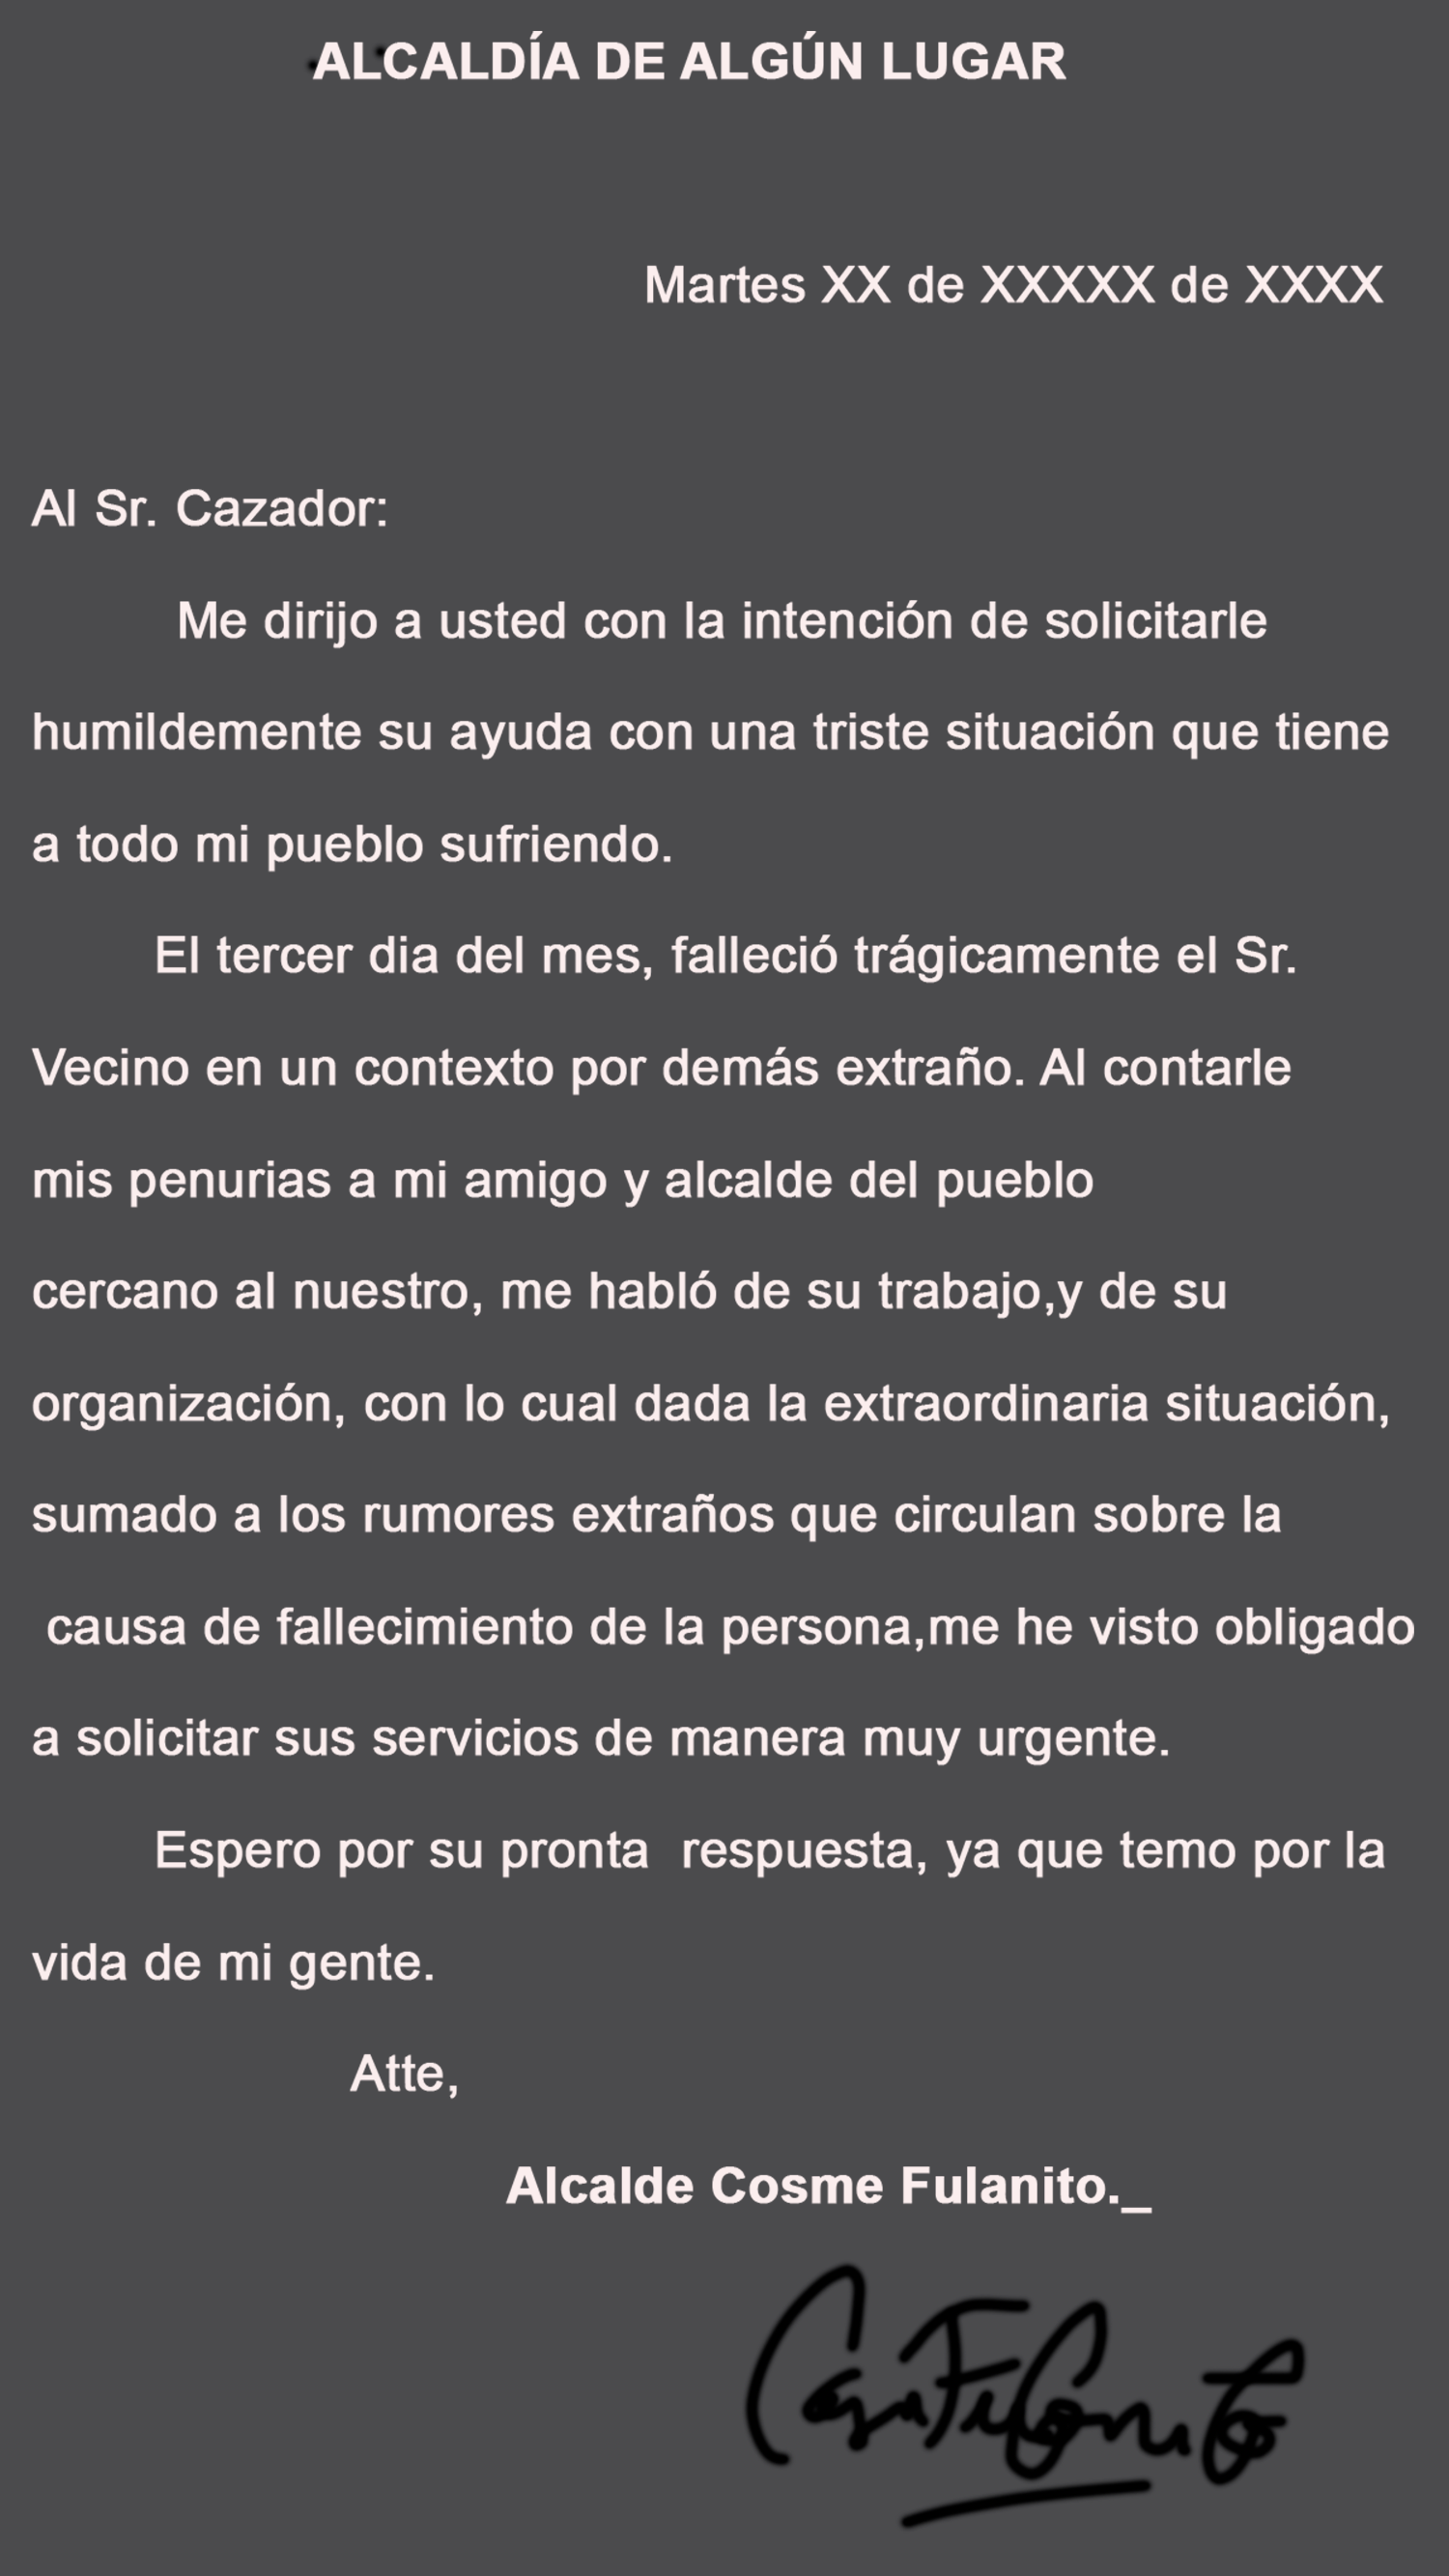 ALCALDÍA DE ALGÚN LUGAR
Martes XX de XXXXX de XXXX
Al Sr. Cazador:
Me dirijo a usted con la intención de solicitarle
humildemente su ayuda con una triste situación que tiene
a todo mi pueblo sufriendo.
El tercer dia del mes, falleció trágicamente el Sr.
Vecino en un contexto por demás extraño. Al contarle
mis penurias a mi amigo y alcalde del pueblo
cercano al nuestro, me habló de su trabajo,y de su
organización, con lo cual dada la extraordinaria situación,
sumado a los rumores extraños que circulan sobre la
causa de fallecimiento de la persona,me he visto obligado
a solicitar sus servicios de manera muy urgente.
Espero por su pronta  respuesta, ya que temo por la
vida de mi gente.
Atte,
Alcalde Cosme Fulanito._